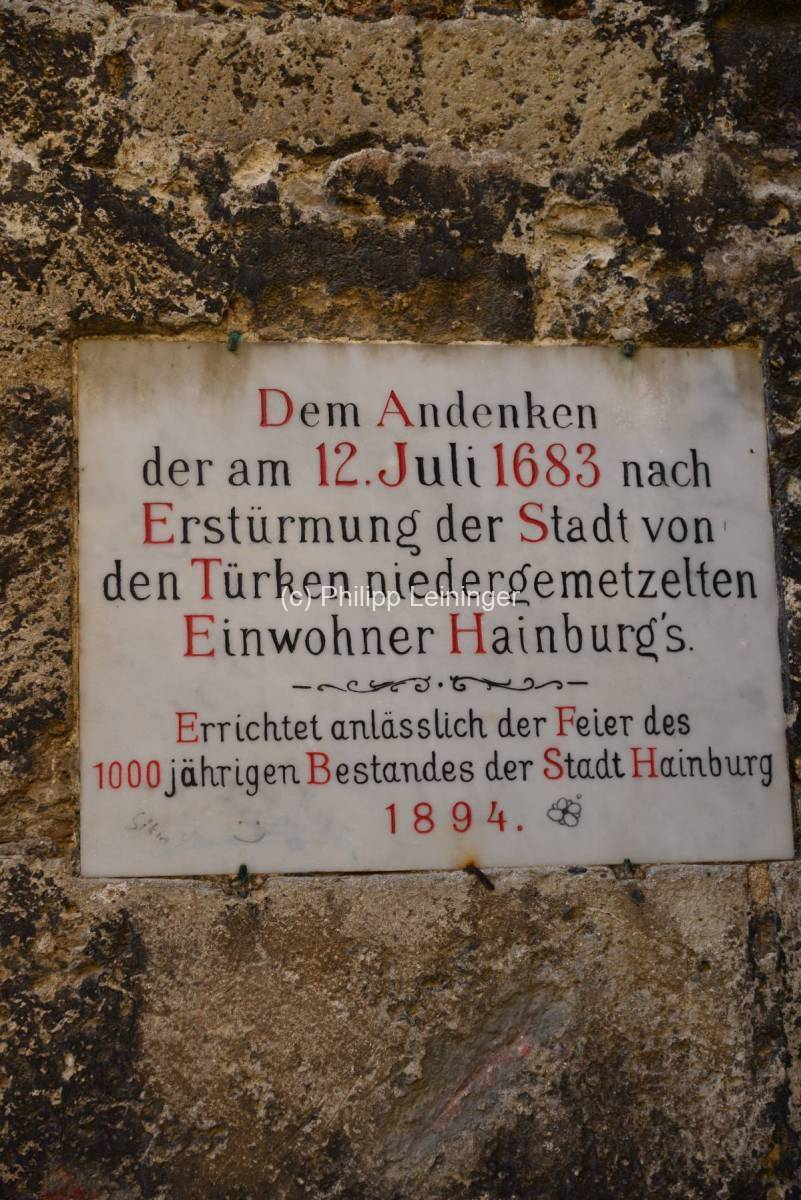 Dem Andenken
der am 12. Juli 1683 nach
Erstürmung der Stadt von
den Türken niedergemetzelten
(c) Philipp Leininger
Einwohner Hainburg's.
Errichtet anlässlich der Feier des
1000 jährigen Bestandes der Stadt Hainburg
1894.